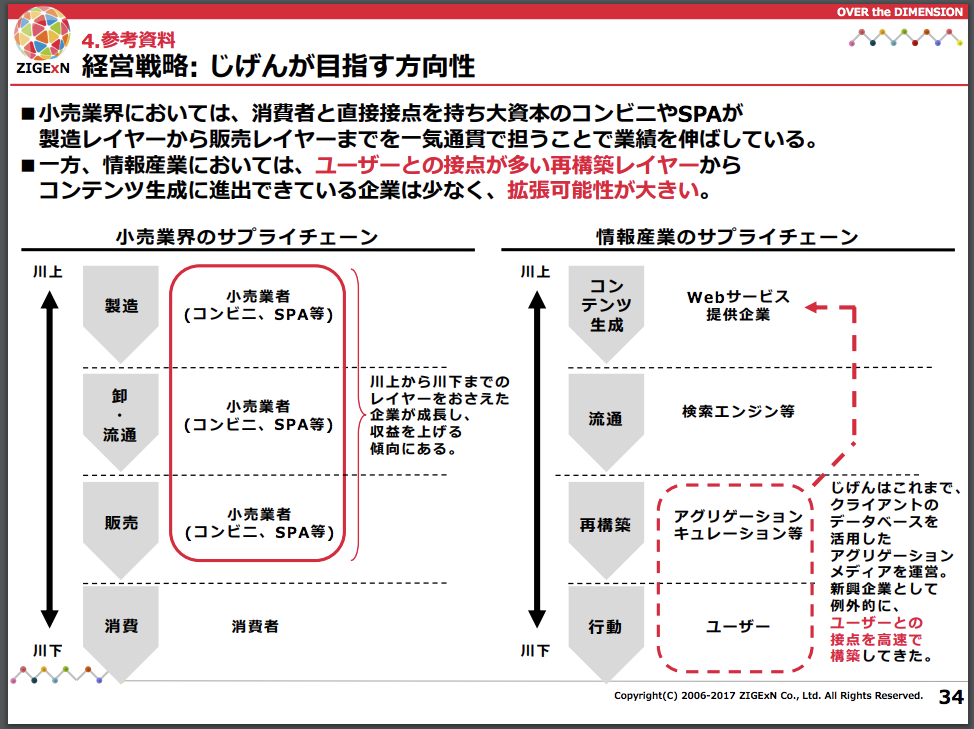 OVER the DIMENSION
ZIGExN
4.参考資料
経営戦略: じげんが目指す方向性
■小売業界においては、消費者と直接接点を持ち大資本のコンビニやSPAが
製造レイヤーから販売レイヤーまでを一気通貫で担うことで業績を伸ばしている。
■一方、情報産業においては、ユーザーとの接点が多い再構築レイヤーから
コンテンツ生成に進出できている企業は少なく、拡張可能性が大きい。
小売業界のサプライチェーン
川上
製造
小売業者
(コンビニ、SPA等)
卸
・
流通
小売業者
(コンビニ、SPA等)
販売
小売業者
(コンビニ、SPA等)
消費
消費者
川下
川上から川下までの
レイヤーをおさえた
企業が成長し、
収益を上げる
傾向にある。
情報産業のサプライチェーン
川上
コン
テンツ
生成
Webサービス
提供企業
流通
検索エンジン等
再構築
アグリゲーション
キュレーション等
行動
ユーザー
川下
じげんはこれまで、
クライアントの
データベースを
活用した
アグリゲーション
メディアを運営。
新興企業として
例外的に、
ユーザーとの
接点を高速で
構築してきた。
Copyright(C) 2006-2017 ZIGExN Co., Ltd. All Rights Reserved.
34